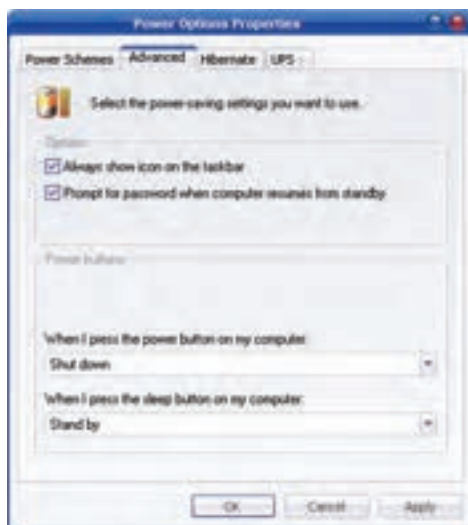 Power Options Properties
Power Schemes Advanced Hibernate UPS
Select the power-saving settings you want to use.
Options
Always show icon on the taskbar
Prompt for password when computer resumes from standby
Power buttons
When I press the power button on my computer:
Shut down
When I press the sleep button on my computer:
Stand by
OK Cancel Apply